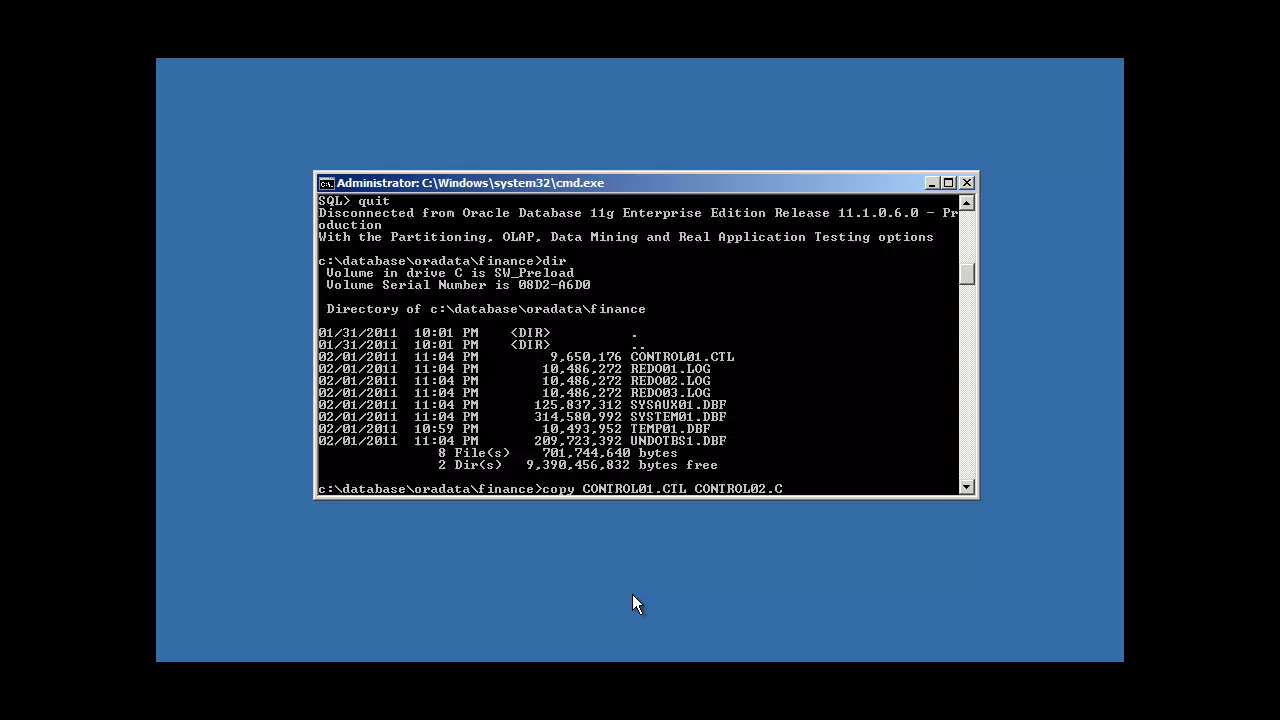 Administrator: C:\Windows\system32\cmd.exe
SQL> quit
Disconnected from Oracle Database 11g Enterprise Edition Release 11.1.0.6.0 - Pr
oduction
With the Partitioning, OLAP, Data Mining and Real Application Testing options
c:\database\oradata\finance>dir
Volume in drive C is SW_Preload
Volume Serial Number is 08D2-A6D0
Directory of c:\database\oradata\finance
01/31/2011  10:01 PM    <DIR>          .
01/31/2011  10:01 PM    <DIR>          ..
02/01/2011  11:04 PM         9,650,176 CONTROL01.CTL
02/01/2011  11:04 PM        10,486,272 REDO01.LOG
02/01/2011  11:04 PM        10,486,272 REDO02.LOG
02/01/2011  11:04 PM        10,486,272 REDO03.LOG
02/01/2011  11:04 PM       125,837,312 SYSAUX01.DBF
02/01/2011  11:04 PM       314,580,992 SYSTEM01.DBF
02/01/2011  10:59 PM        10,493,952 TEMP01.DBF
02/01/2011  11:04 PM       209,723,392 UNDOTBS1.DBF
8 File(s)    701,744,640 bytes
2 Dir(s)   9,390,456,832 bytes free
c:\database\oradata\finance>copy CONTROL01.CTL CONTROL02.C